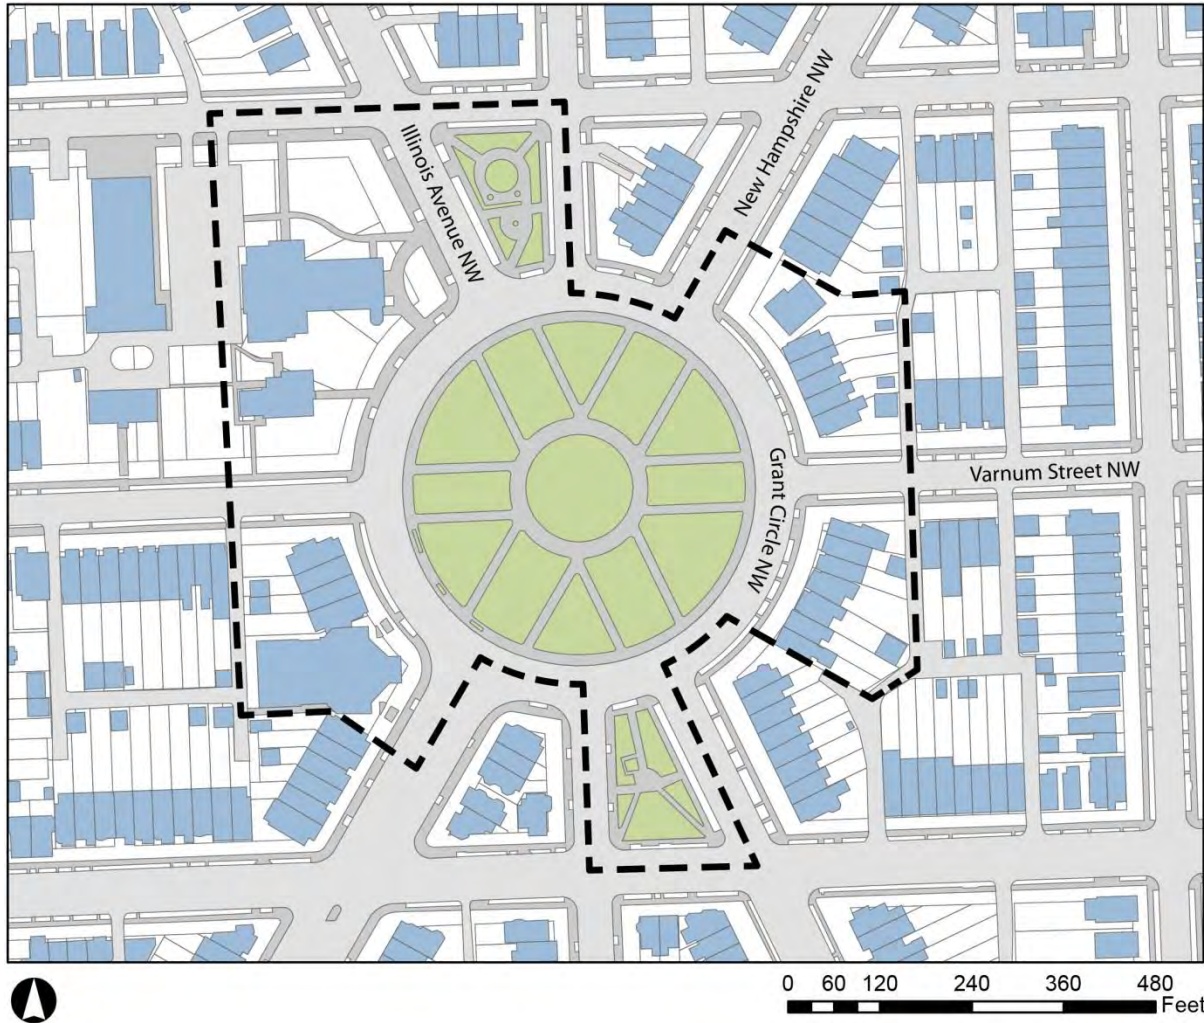 Illinois Avenue NW
New Hampshire NW
Grant Circle NW
Varnum Street NW
0 60 120 240 360 480
Feet